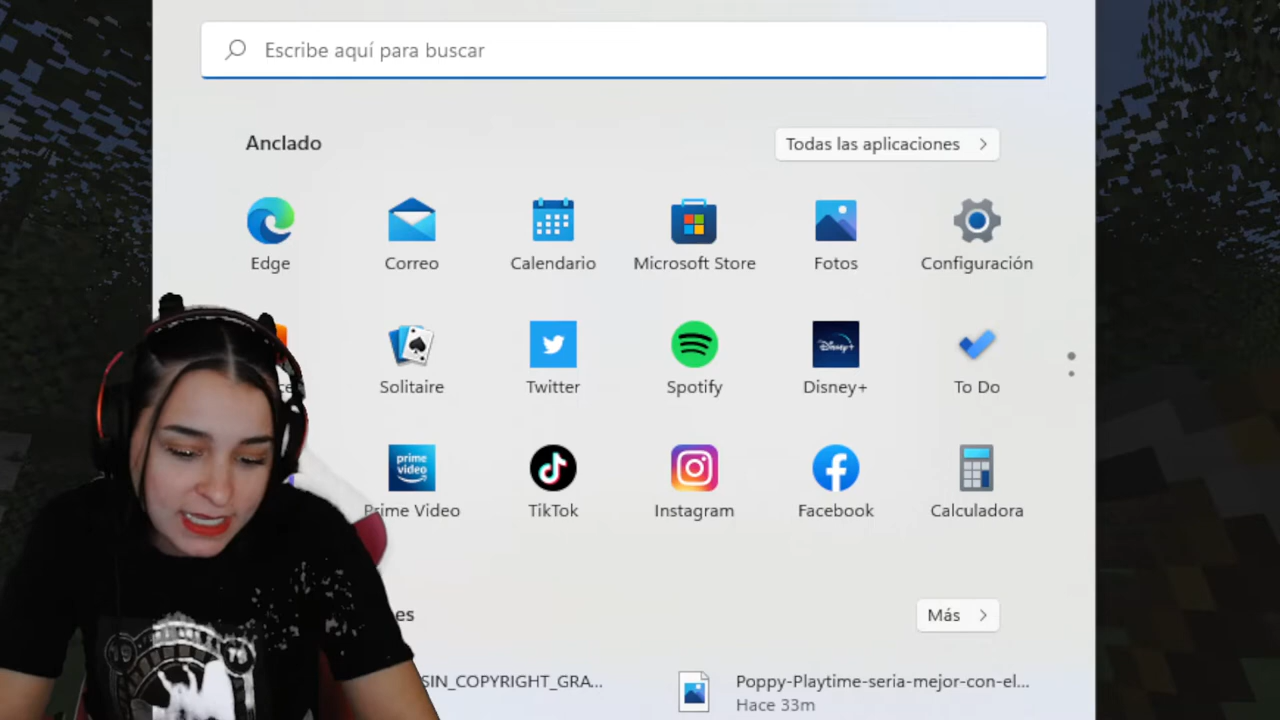 Escribe aquí para buscar
Anclado
Todas las aplicaciones
Edge
Correo
Calendario
Microsoft Store
Fotos
Configuración
Solitaire
Twitter
Disney+
Spotify
Disney+
To Do
prime video
Prime Video
TikTok
Instagram
Facebook
Calculadora
es
Más
SIN_COPYRIGHT_GRA...
Poppy-Playtime-seria-mejor-con-el...
Hace 33m